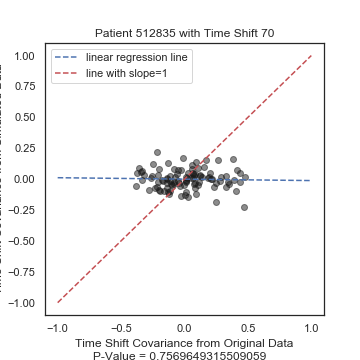 Patient 512835 with Time Shift 70
linear regression line
line with slope=1
1.00
0.75
0.50
0.25
0.00
−0.25
−0.50
−0.75
−1.00
−1.0
−0.5
0.0
0.5
1.0
Time Shift Covariance from Original Data
P-Value = 0.7569649315509059